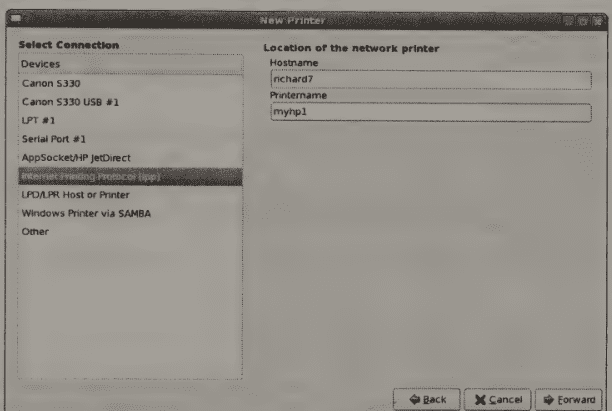 New Printer
Select Connection
Devices
Canon S330
Canon S330 USB #1
LPT #1
Serial Port #1
AppSocket/HP JetDirect
Internet Printing Protocol (ipp)
LPD/LPR Host or Printer
Windows Printer via SAMBA
Other
Location of the network printer
Hostname
richard7
Printername
myhp1
Back
Cancel
Forward